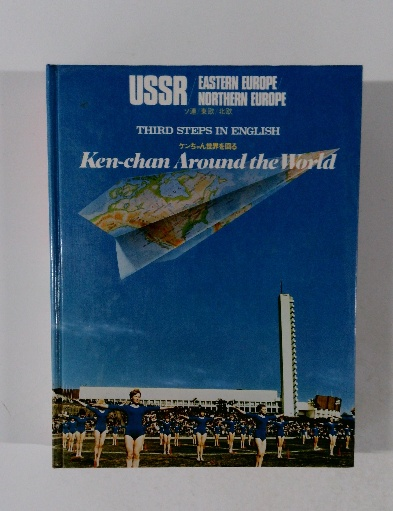 USSR / EASTERN EUROPE /
NORTHERN EUROPE
ソ連／東欧／北欧
THIRD STEPS IN ENGLISH
ケンちゃん世界を回る
Ken-chan Around the World